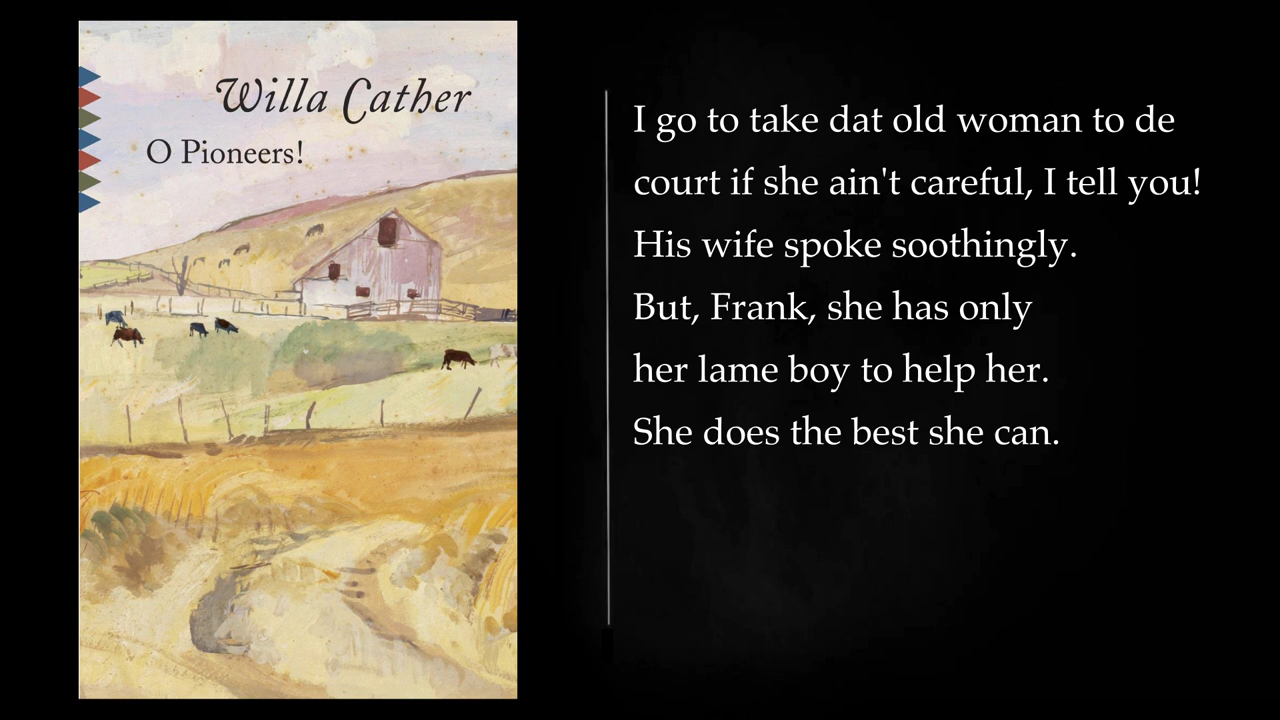 Willa Cather
O Pioneers!
I go to take dat old woman to de
court if she ain't careful, I tell you!
His wife spoke soothingly.
But, Frank, she has only
her lame boy to help her.
She does the best she can.